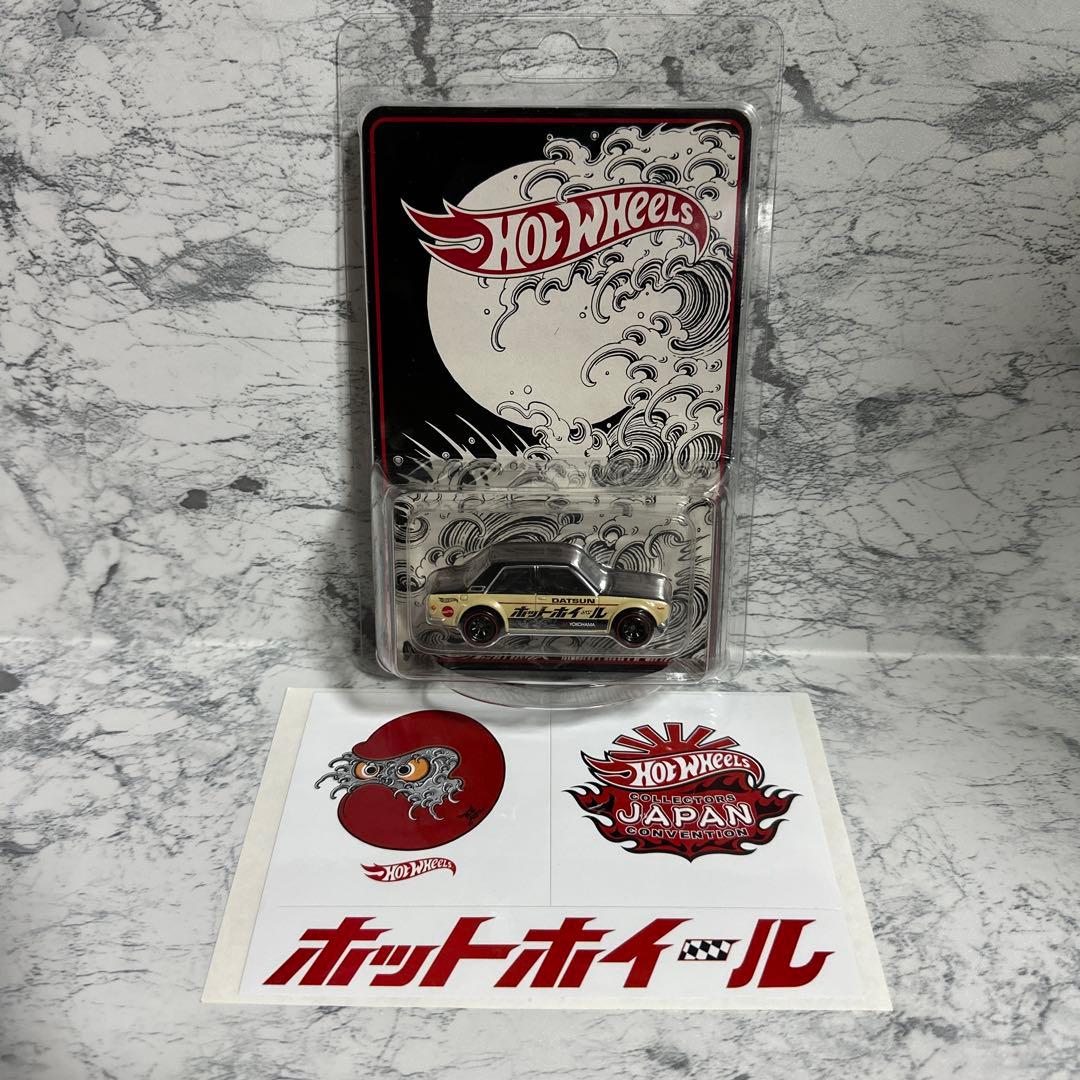 HOT WHEELS
DATSUN
ホットホイール
YOKOHAMA
HOT WHEELS
COLLECTORS
JAPAN
CONVENTION
HOT WHEELS
ホットホイール